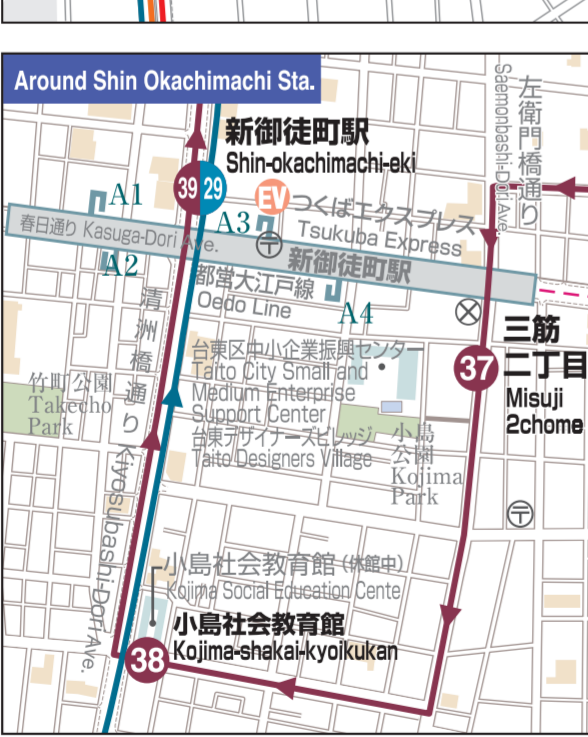 Around Shin Okachimachi Sta.
左衛門橋通り
Saemonbashi-Dori Ave.
新御徒町駅
Shin-okachimachi-eki
39
29
A1
EV
つくばエクスプレス
Tsukuba Express
A3
〒
春日通り Kasuga-Dori Ave.
新御徒町駅
A2
都営大江戸線
Oedo Line
A4
三筋
二丁目
Misuji
2chome
37
清洲橋通り Kiyosubashi-Dori Ave.
台東区中小企業振興センター
Taito City Small and
Medium Enterprise
Support Center
台東デザイナーズビレッジ
Taito Designers Village
竹町公園
Takecho
Park
小島
公園
Kojima
Park
〒
小島社会教育館 (休館中)
Kojima Social Education Cente
小島社会教育館
Kojima-shakai-kyoikukan
38